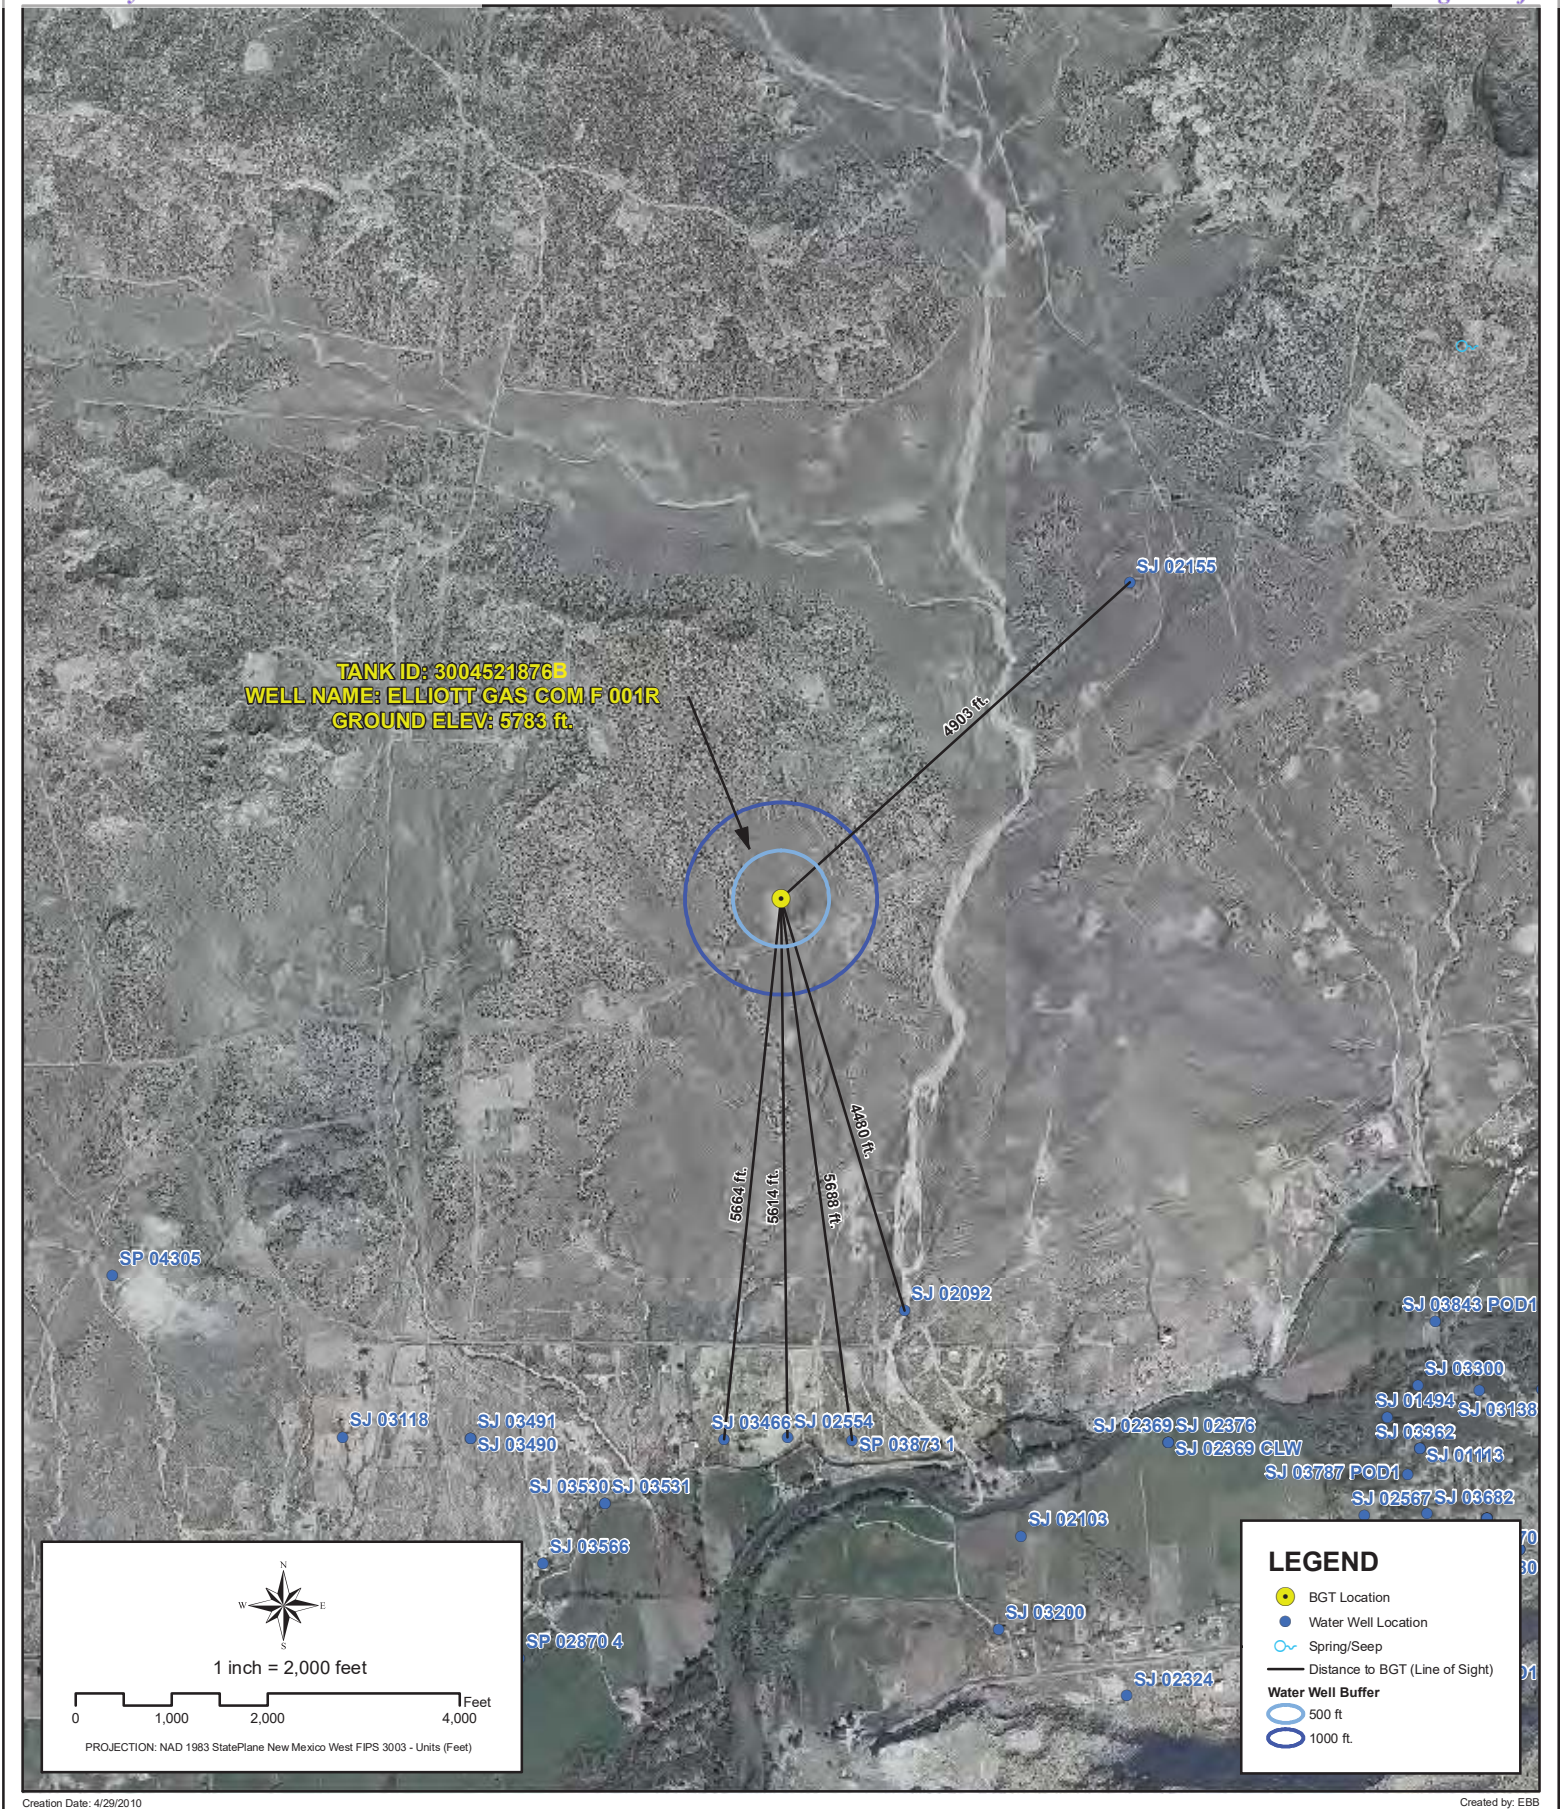 SJ 02155
TANK ID: 3004521876B
WELL NAME: ELLIOTT GAS COM F 001R
GROUND ELEV: 5783 ft.
4903 ft.
4480 ft.
5664 ft.
5614 ft.
5688 ft.
SP 04305
SJ 02092
SJ 03843 POD1
SJ 03300
SJ 01494
SJ 03138
SJ 03118
SJ 03491
SJ 03490
SJ 03466
SJ 02554
SP 03873 1
SJ 02369
SJ 02376
SJ 02369 CLW
SJ 03362
SJ 01113
SJ 03787 POD1
SJ 03530
SJ 03531
SJ 02567
SJ 03682
SJ 02103
SJ 03566
SJ 03200
SP 02870 4
SJ 02324
N
W
E
S
1 inch = 2,000 feet
Feet
0 1,000 2,000 4,000
PROJECTION: NAD 1983 StatePlane New Mexico West FIPS 3003 - Units (Feet)
LEGEND
BGT Location
Water Well Location
Spring/Seep
Distance to BGT (Line of Sight)
Water Well Buffer
500 ft
1000 ft.
Creation Date: 4/29/2010
Created by: EBB